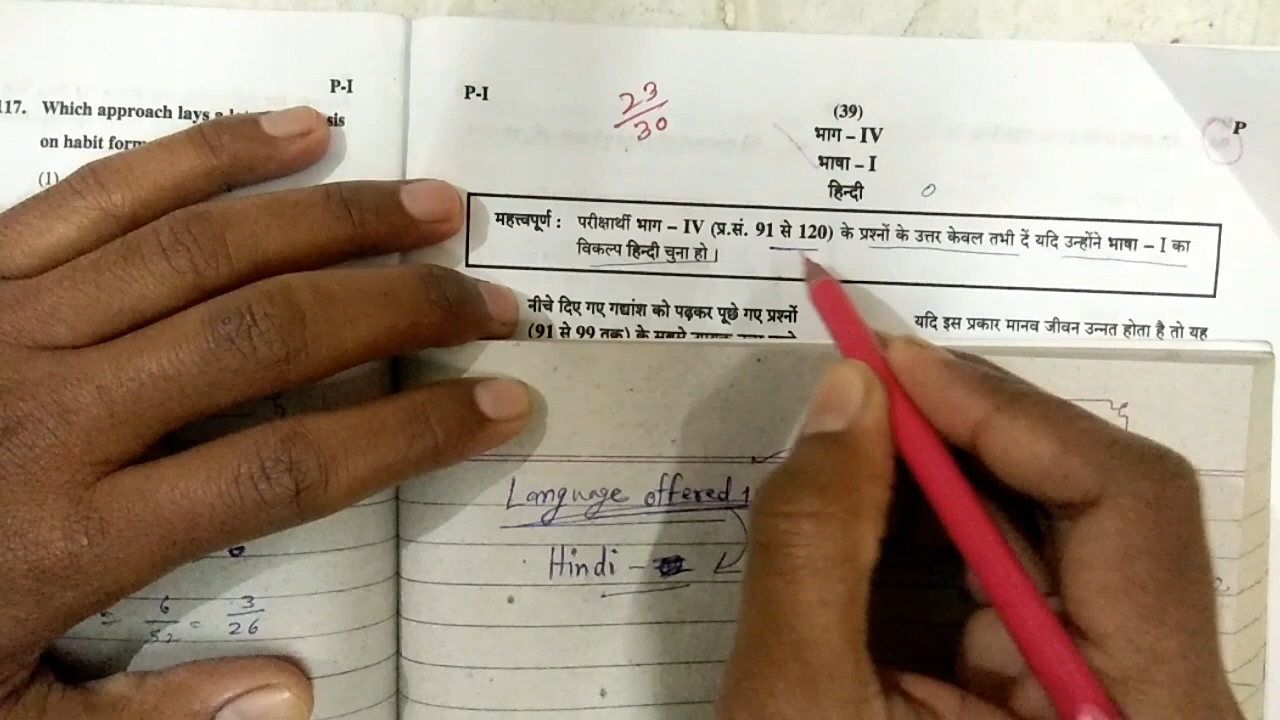 P-I
117. Which approach lays
on habit
(1)
6/52 = 3/26
P-I
23/30
(39)
P
भाग – IV
भाषा – I
हिन्दी
महत्त्वपूर्ण : परीक्षार्थी भाग – IV (प्र.सं. 91 से 120) के प्रश्नों के उत्तर केवल तभी दें यदि उन्होंने भाषा – I का
विकल्प हिन्दी चुना हो ।
नीचे दिए गए गद्यांश को पढ़कर पूछे गए प्रश्नों
(91 से 99 तक) के सबसे
यदि इस प्रकार मानव जीवन उन्नत होता है तो यह
Language offered 1
Hindi –